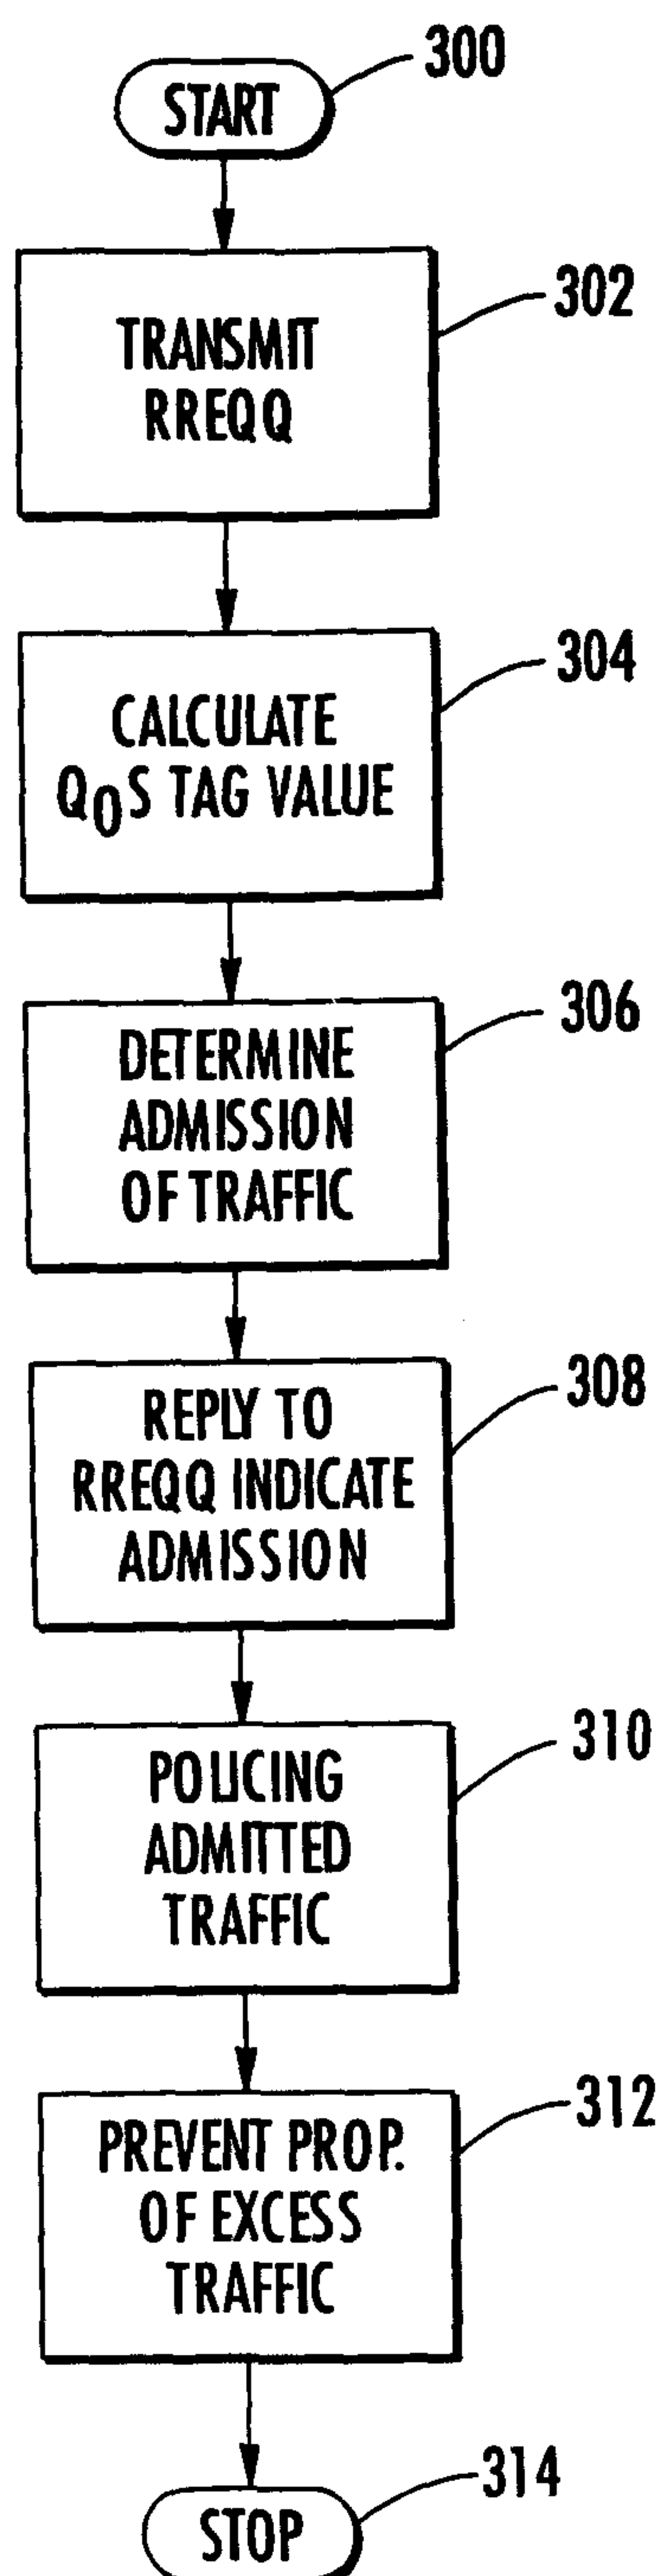 START
300
TRANSMIT
RREQQ
302
CALCULATE
QOS TAG VALUE
304
DETERMINE
ADMISSION
OF TRAFFIC
306
REPLY TO
RREQQ INDICATE
ADMISSION
308
POLICING
ADMITTED
TRAFFIC
310
PREVENT PROP.
OF EXCESS
TRAFFIC
312
STOP
314